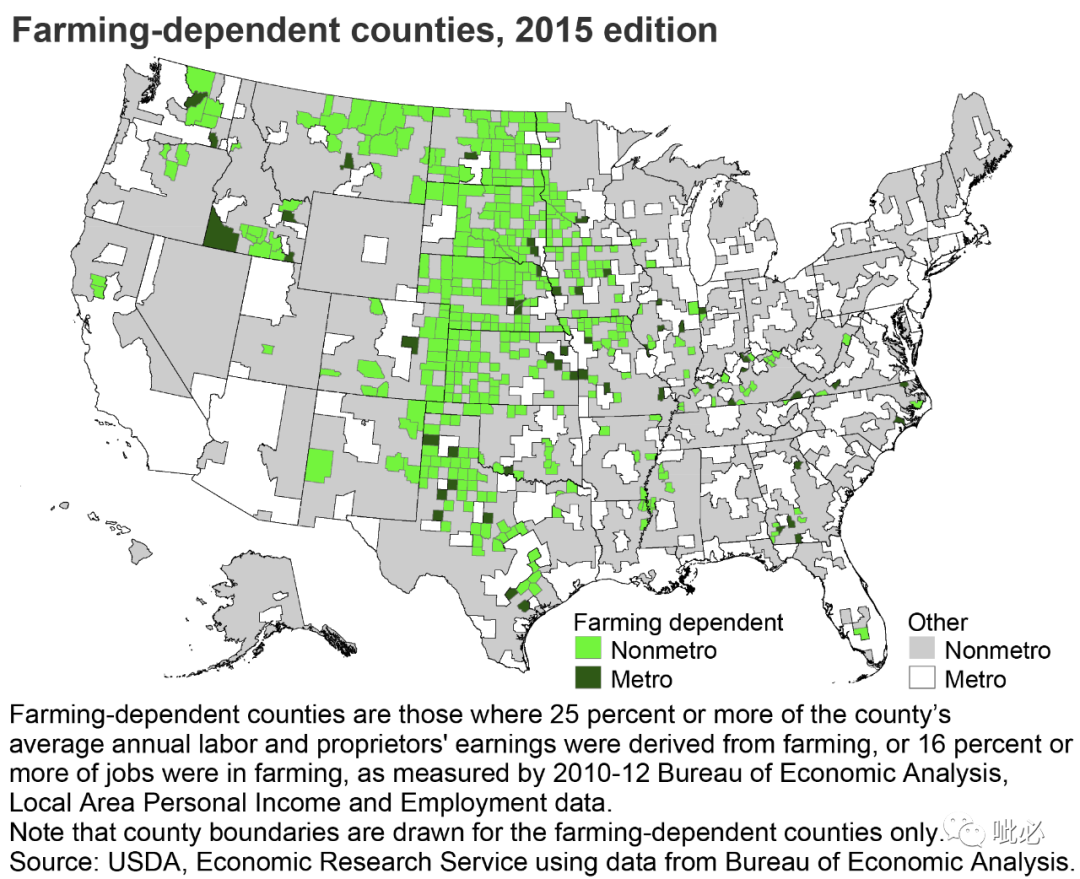 Farming-dependent counties, 2015 edition
Farming dependent
Nonmetro
Metro
Other
Nonmetro
Metro
Farming-dependent counties are those where 25 percent or more of the county's
average annual labor and proprietors' earnings were derived from farming, or 16 percent or
more of jobs were in farming, as measured by 2010-12 Bureau of Economic Analysis,
Local Area Personal Income and Employment data.
Note that county boundaries are drawn for the farming-dependent counties only.
呲必
Source: USDA, Economic Research Service using data from Bureau of Economic Analysis.